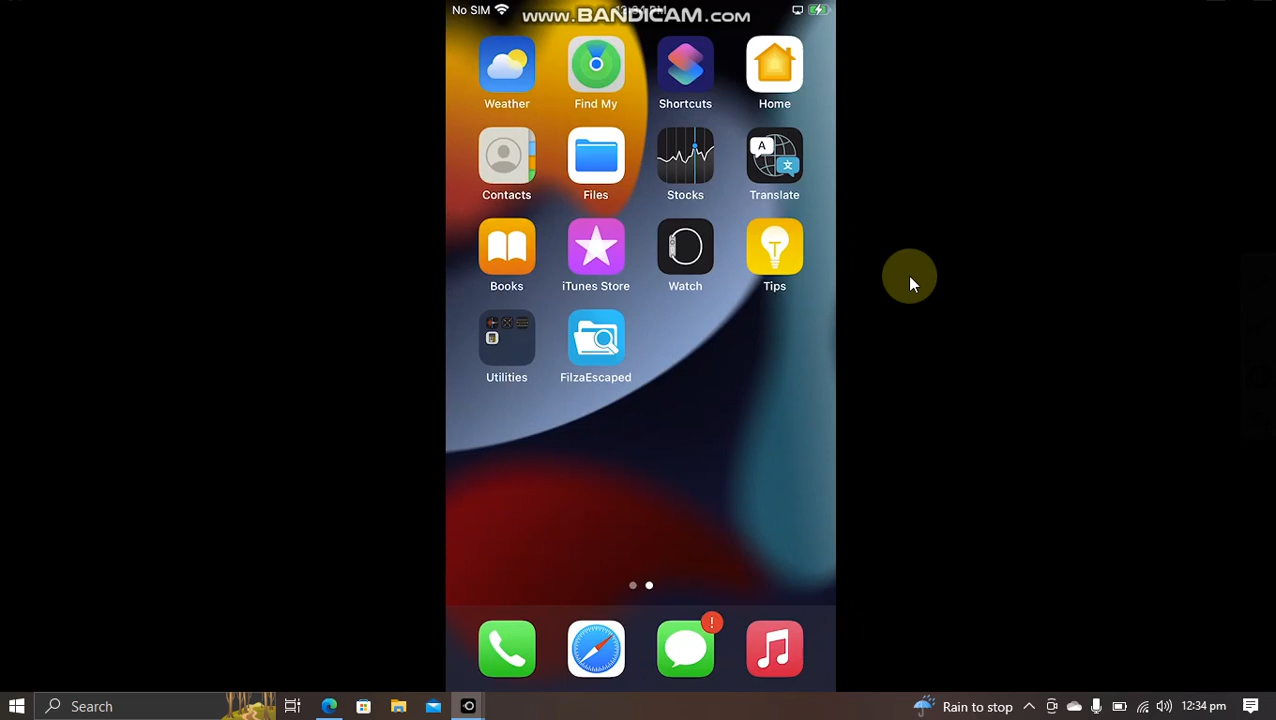 No SIM
www.BANDICAM.com
Weather
Find My
Shortcuts
Home
Contacts
Files
Stocks
A
文
Translate
Books
iTunes Store
Watch
T
Tips
Utilities
FilzaEscaped
!
Search
Rain to stop
12:34 pm